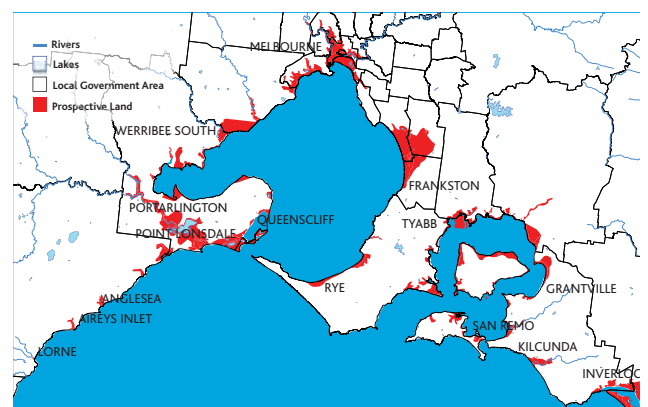 Rivers
Lakes
Local Government Area
Prospective Land
MELBOURNE
WERRIBEE SOUTH
FRANKSTON
PORTARLINGTON
QUEENSCLIFF
TYABB
POINT LONSDALE
RYE
GRANTVILLE
ANGLESEA
AIREYS INLET
SAN REMO
LORNE
KILCUNDA
INVERLOC